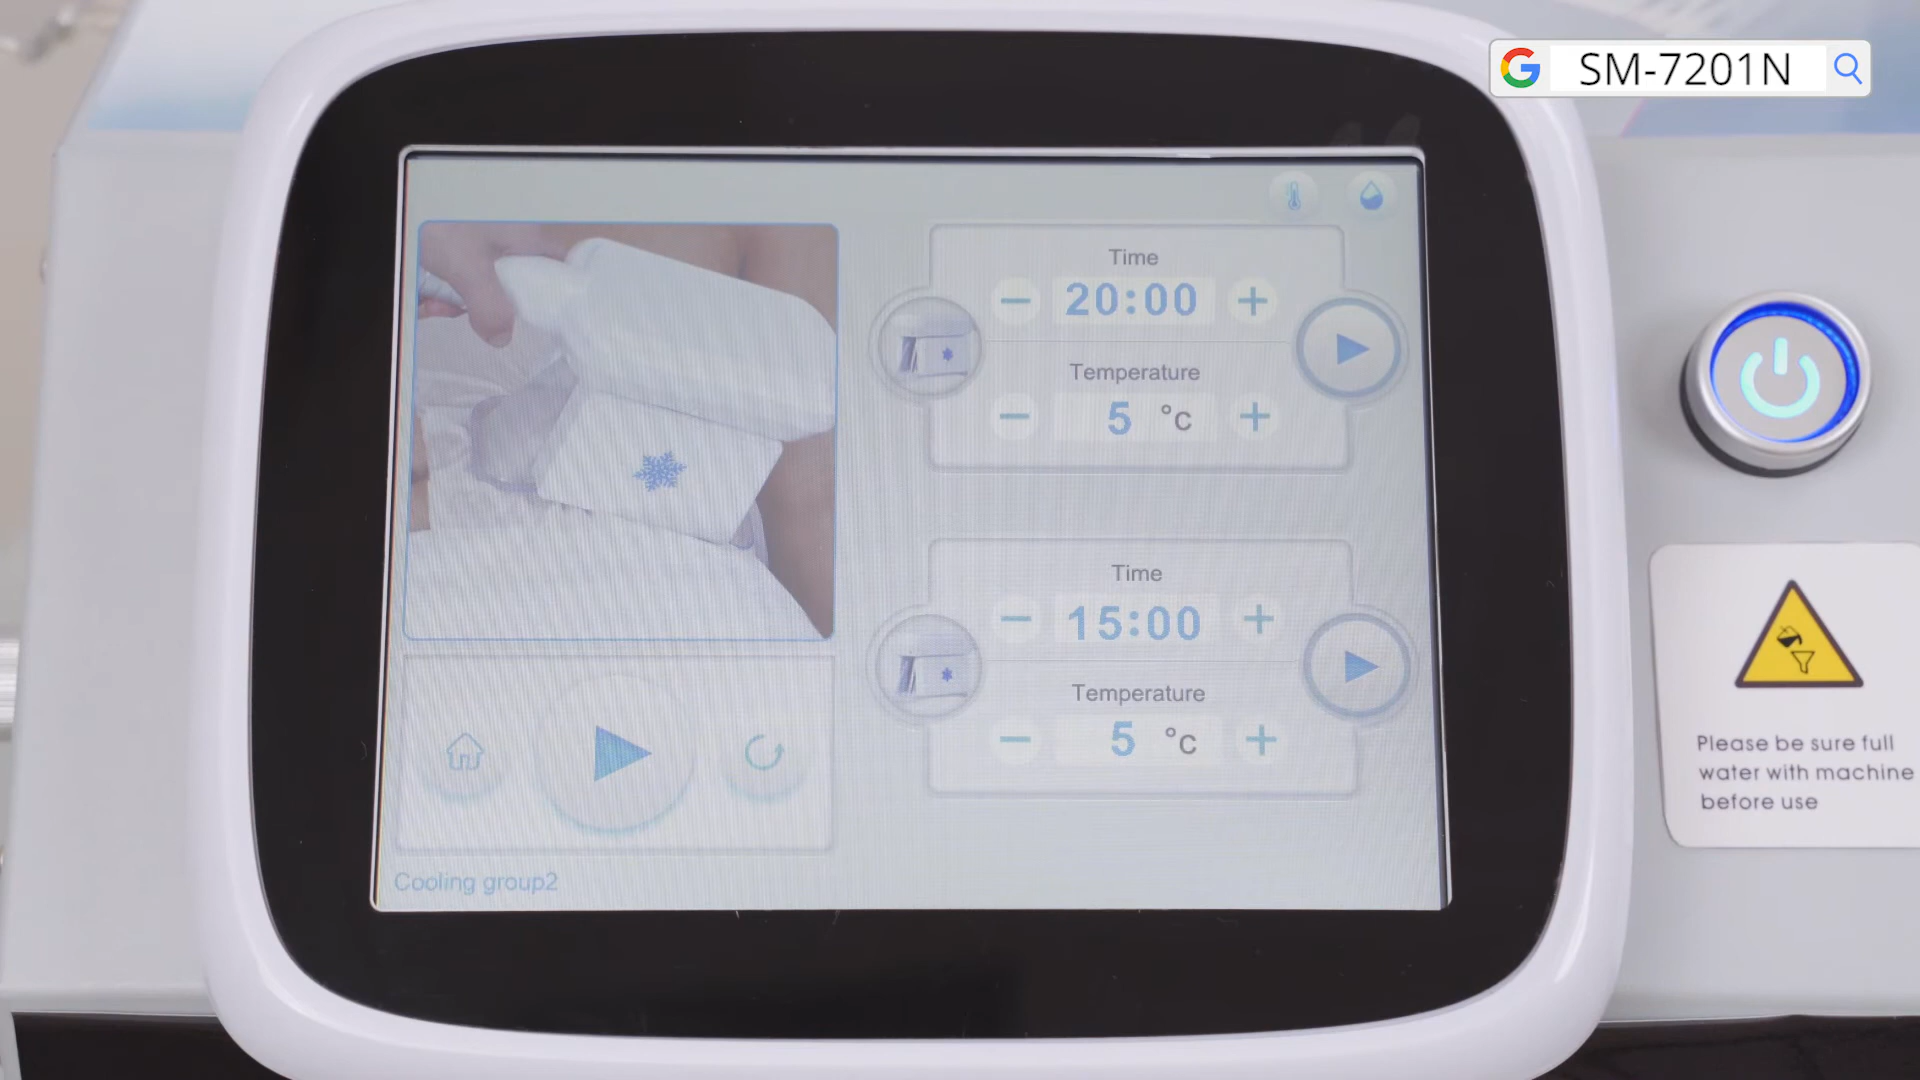 SM-7201N
Time
20:00
Temperature
5 °c
Time
15:00
Temperature
5 °c
Cooling group2
Please be sure full
water with machine
before use